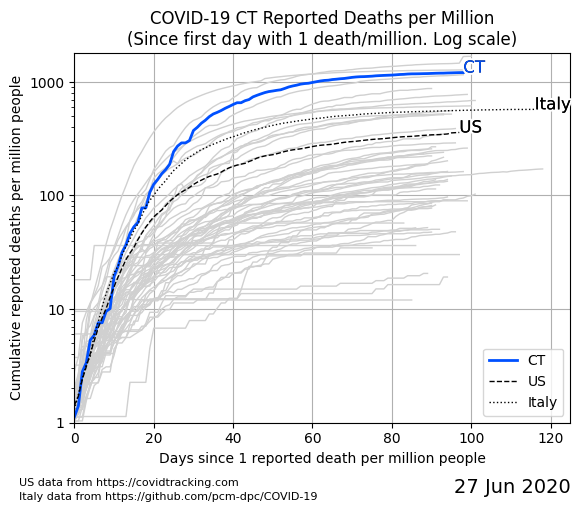 COVID-19 CT Reported Deaths per Million
(Since first day with 1 death/million. Log scale)
Cumulative reported deaths per million people
1000
100
10
1
CT
Italy
US
CT
US
Italy
0 20 40 60 80 100 120
Days since 1 reported death per million people
US data from https://covidtracking.com
Italy data from https://github.com/pcm-dpc/COVID-19
27 Jun 2020